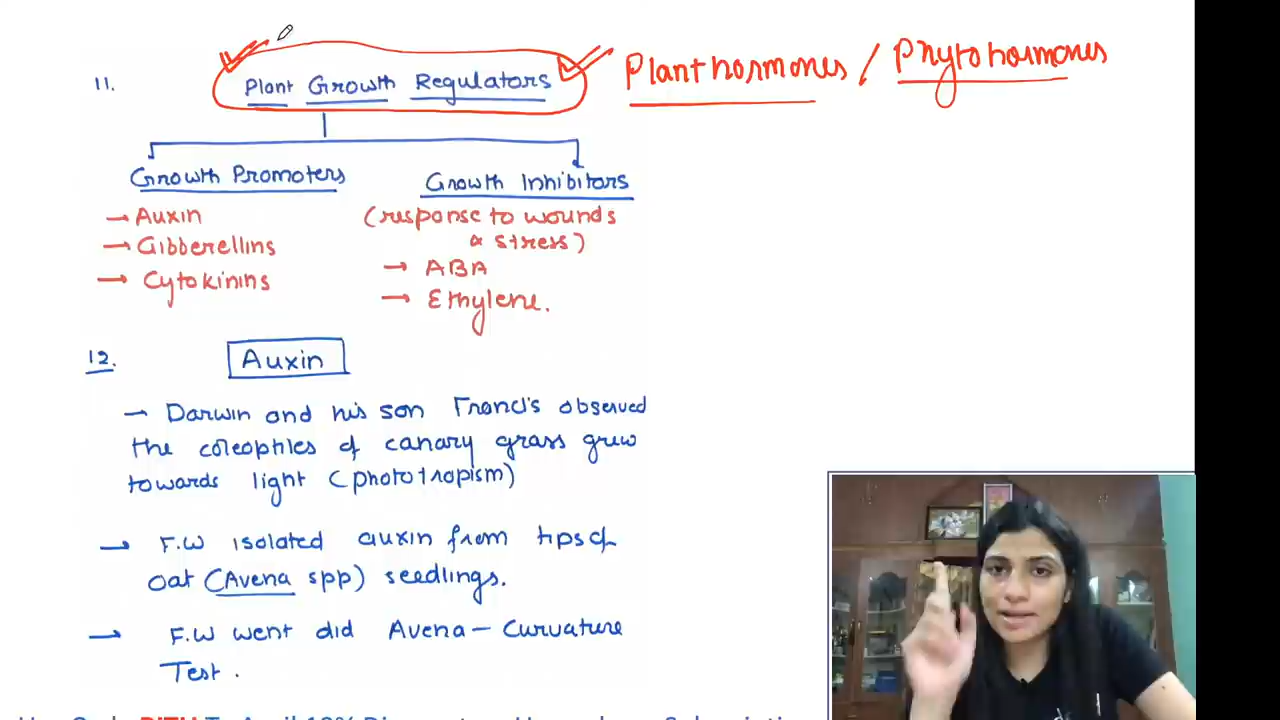 11. Plant Growth Regulators Plant hormones / Phytohormones
Growth Promoters
→ Auxin
→ Gibberellins
→ Cytokinins
Growth Inhibitors
(response to wounds
& stress)
→ ABA
→ Ethylene.
12. Auxin
→ Darwin and his son Francis observed
the coleoptiles of canary grass grew
towards light (phototropism)
→ F.W isolated auxin from tips of
oat (Avena spp) seedlings.
→ F.W went did Avena - Curvature
Test.